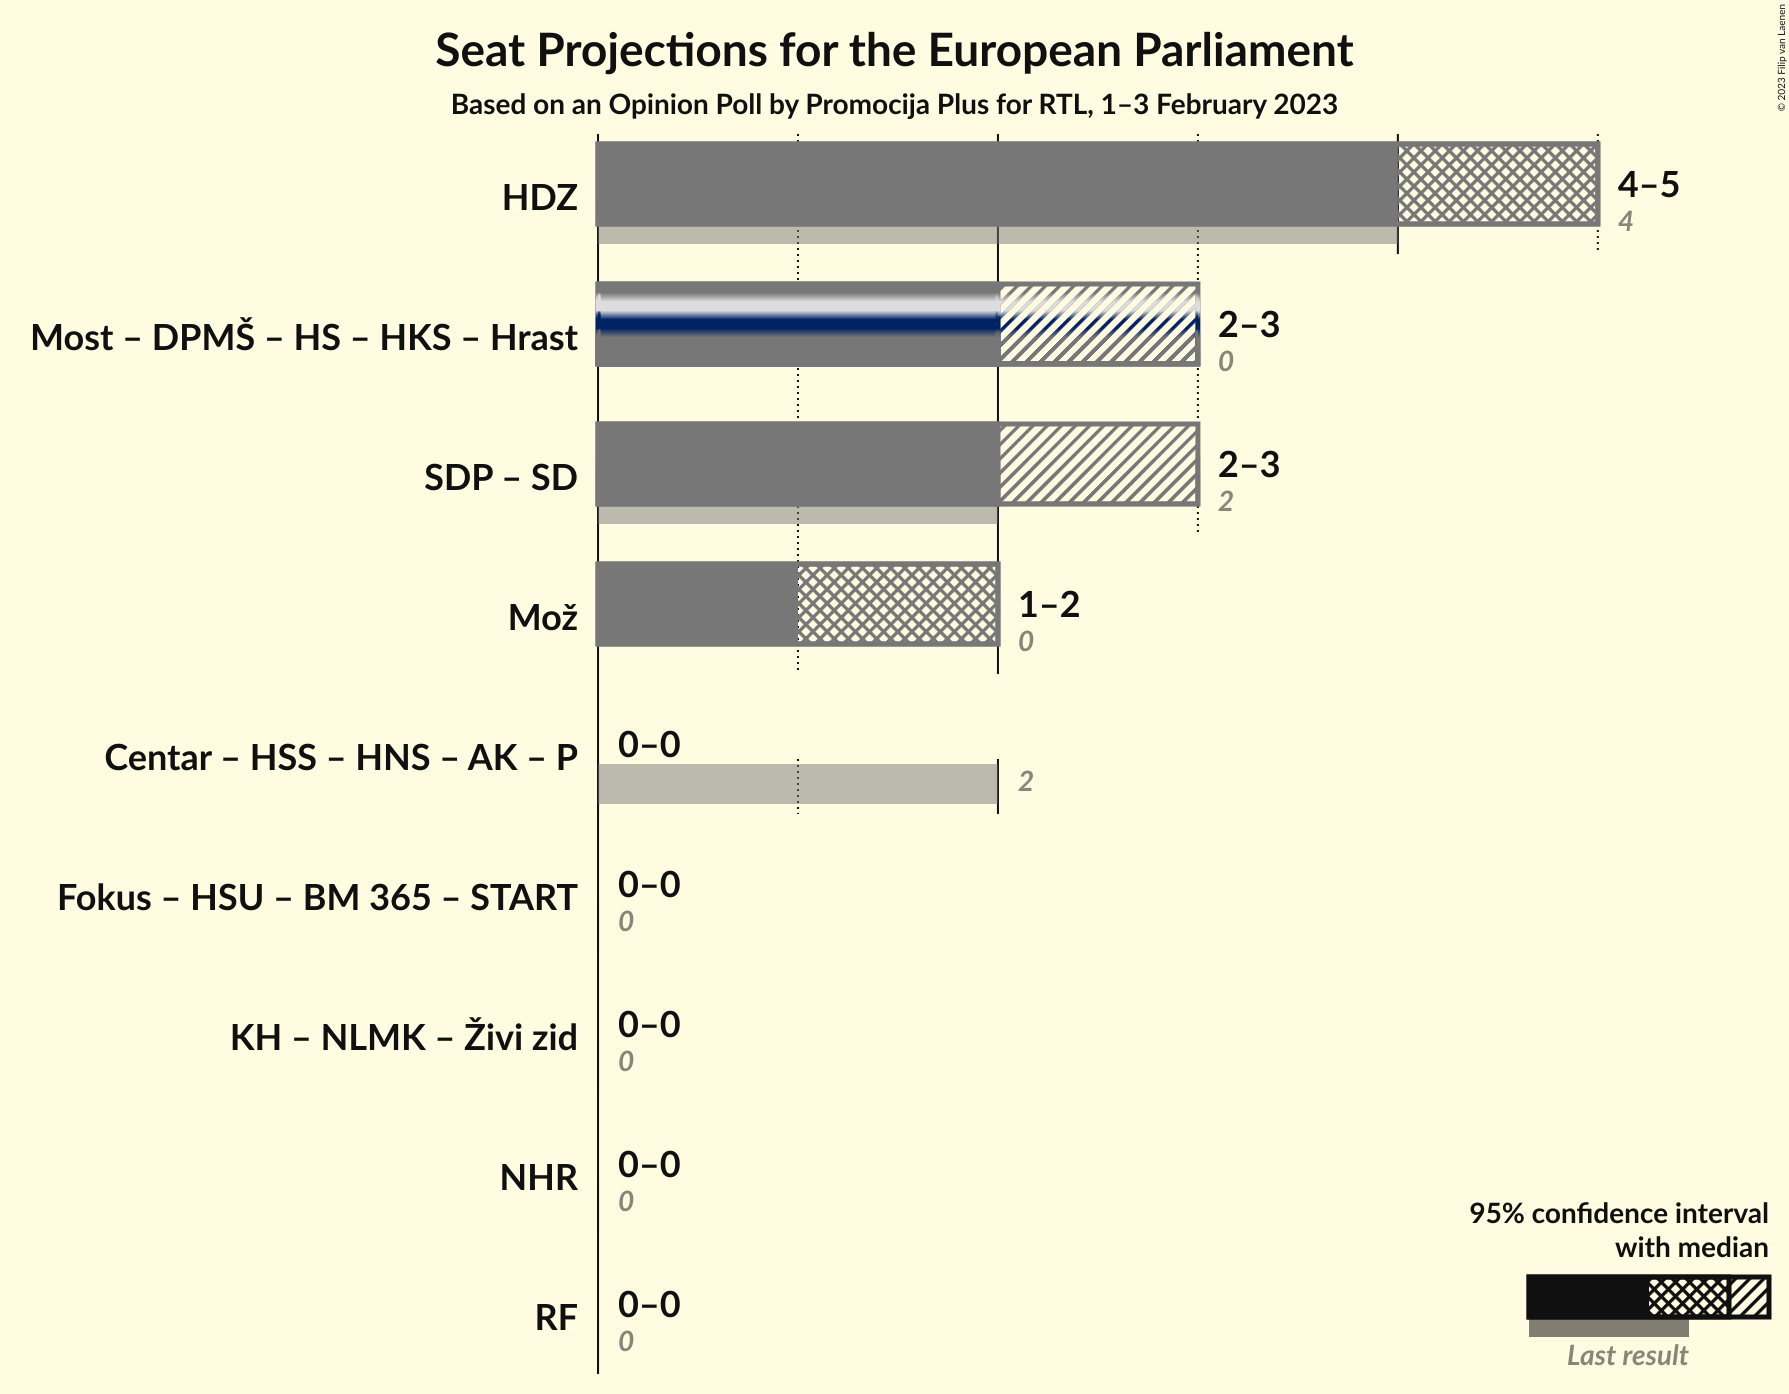 Seat Projections for the European Parliament
Based on an Opinion Poll by Promocija Plus for RTL, 1–3 February 2023
© 2023 Filip van Laenen
HDZ
4–5
4
Most – DPMŠ – HS – HKS – Hrast
2–3
0
SDP – SD
2–3
2
Mož
1–2
0
Centar – HSS – HNS – AK – P
0–0
2
Fokus – HSU – BM 365 – START
0–0
0
KH – NLMK – Živi zid
0–0
0
NHR
0–0
0
RF
0–0
0
95% confidence interval
with median
Last result